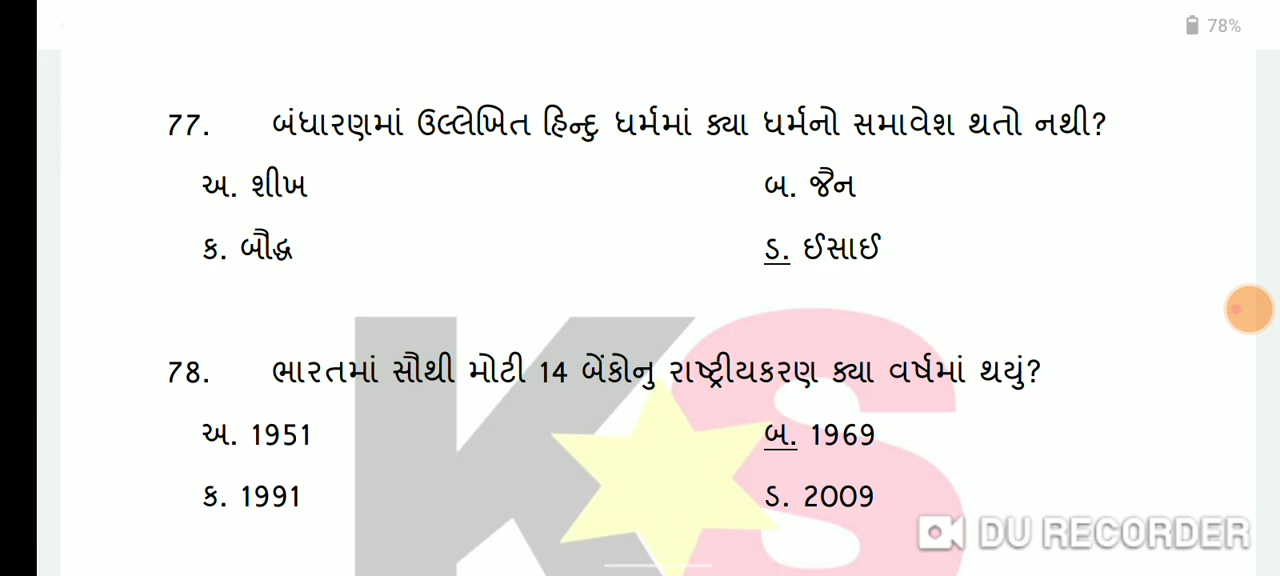 78%
77. બંધારણમાં ઉલ્લેખિત હિન્દુ ધર્મમાં ક્યા ધર્મનો સમાવેશ થતો નથી?
અ. શીખ બ. જૈન
ક. બૌદ્ધ ડ. ઈસાઈ
78. ભારતમાં સૌથી મોટી 14 બેંકોનુ રાષ્ટ્રીયકરણ ક્યા વર્ષમાં થયું?
અ. 1951 બ. 1969
ક. 1991 ડ. 2009
KS
DU RECORDER